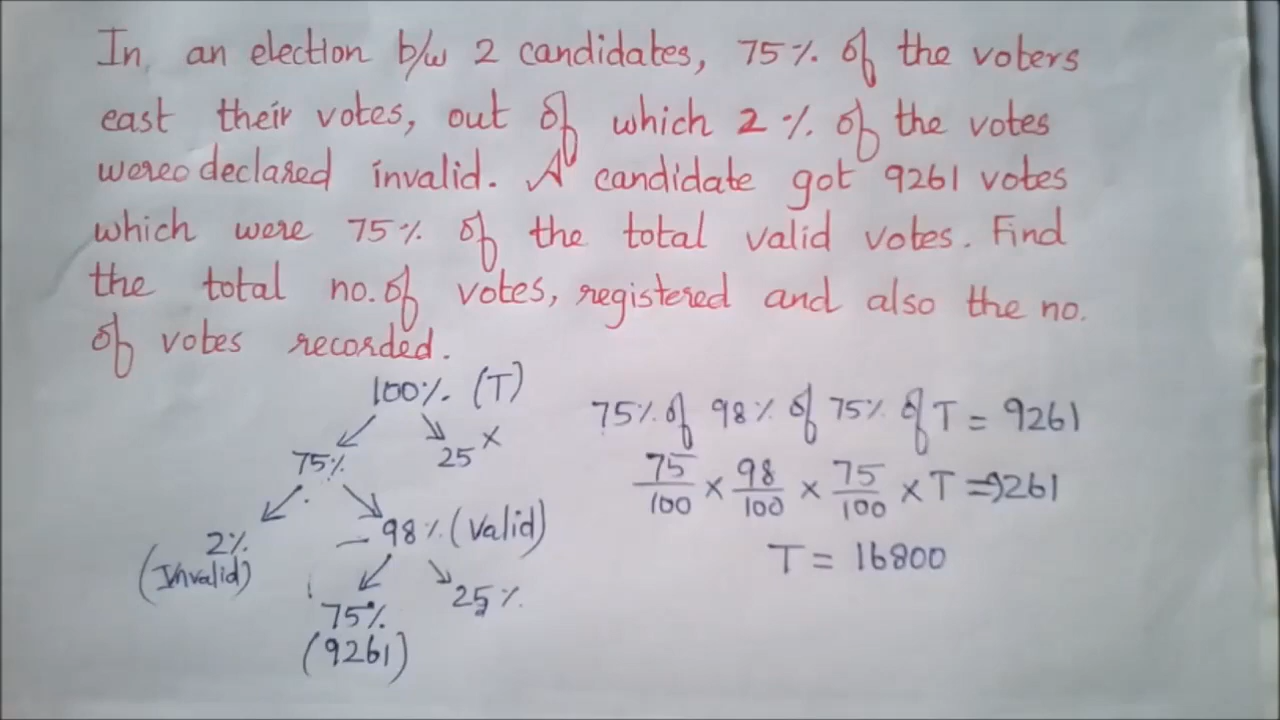 In an election b/w 2 candidates, 75% of the voters
east their votes, out of which 2% of the votes
were declared invalid. A candidate got 9261 votes
which were 75% of the total valid votes. Find
the total no. of votes, registered and also the no.
of votes recorded.
100% (T)
75%
25 ×
2%
(Invalid)
98% (Valid)
75%
(9261)
25%
75% of 98% of 75% of T = 9261
75/100 × 98/100 × 75/100 × T = 9261
T = 16800